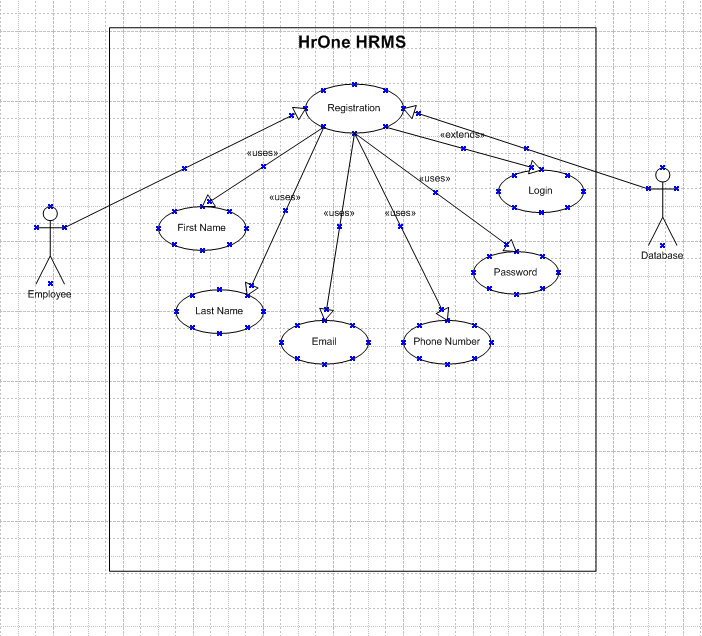 HrOne HRMS
Registration
«extends»
«uses»
«uses»
«uses»
«uses»
«uses»
Login
First Name
Password
Last Name
Email
Phone Number
Employee
Database